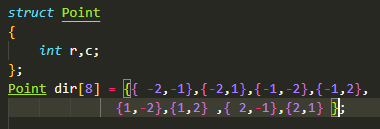 struct Point
{
    int r,c;
};
Point dir[8] = {{ -2,-1},{-2,1},{-1,-2},{-1,2},
                {1,-2},{1,2} ,{ 2,-1},{2,1} };